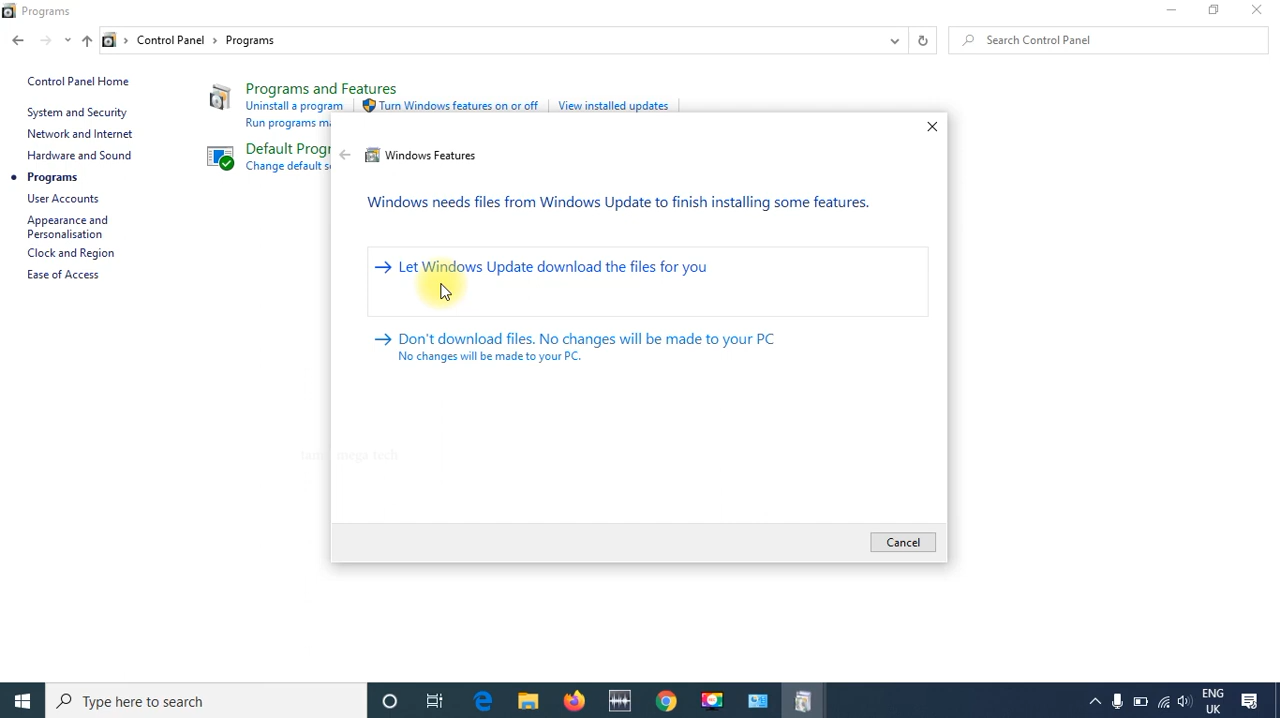 Programs
Control Panel > Programs
Search Control Panel
Control Panel Home
System and Security
Network and Internet
Hardware and Sound
Programs
User Accounts
Appearance and
Personalisation
Clock and Region
Ease of Access
Programs and Features
Uninstall a program
Turn Windows features on or off
View installed updates
Run programs ma
Default Progr
Change default s
Windows Features
Windows needs files from Windows Update to finish installing some features.
Let Windows Update download the files for you
Don't download files. No changes will be made to your PC
No changes will be made to your PC.
mega tech
Cancel
Type here to search
ENG
UK